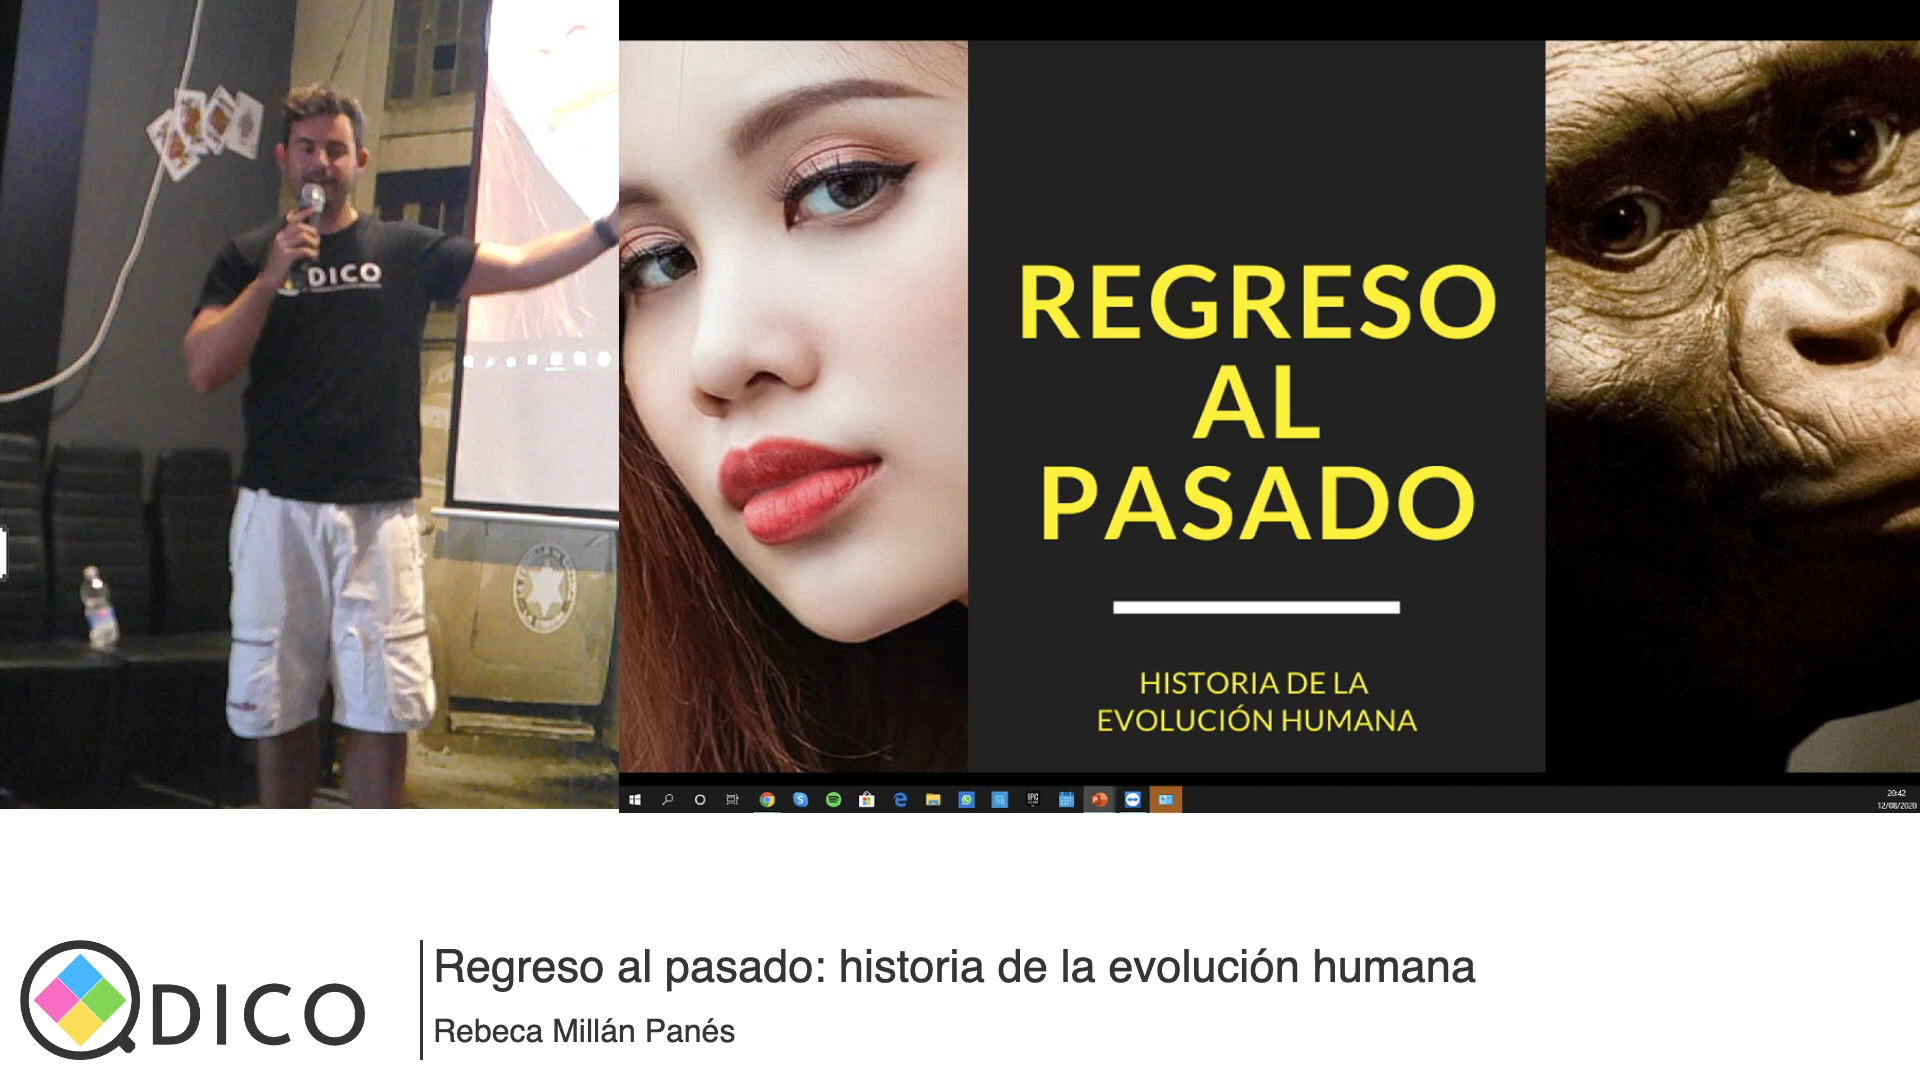 DICO
REGRESO
AL
PASADO
HISTORIA DE LA
EVOLUCIÓN HUMANA
20:42
12/08/2020
QDICO
Regreso al pasado: historia de la evolución humana
Rebeca Millán Panés